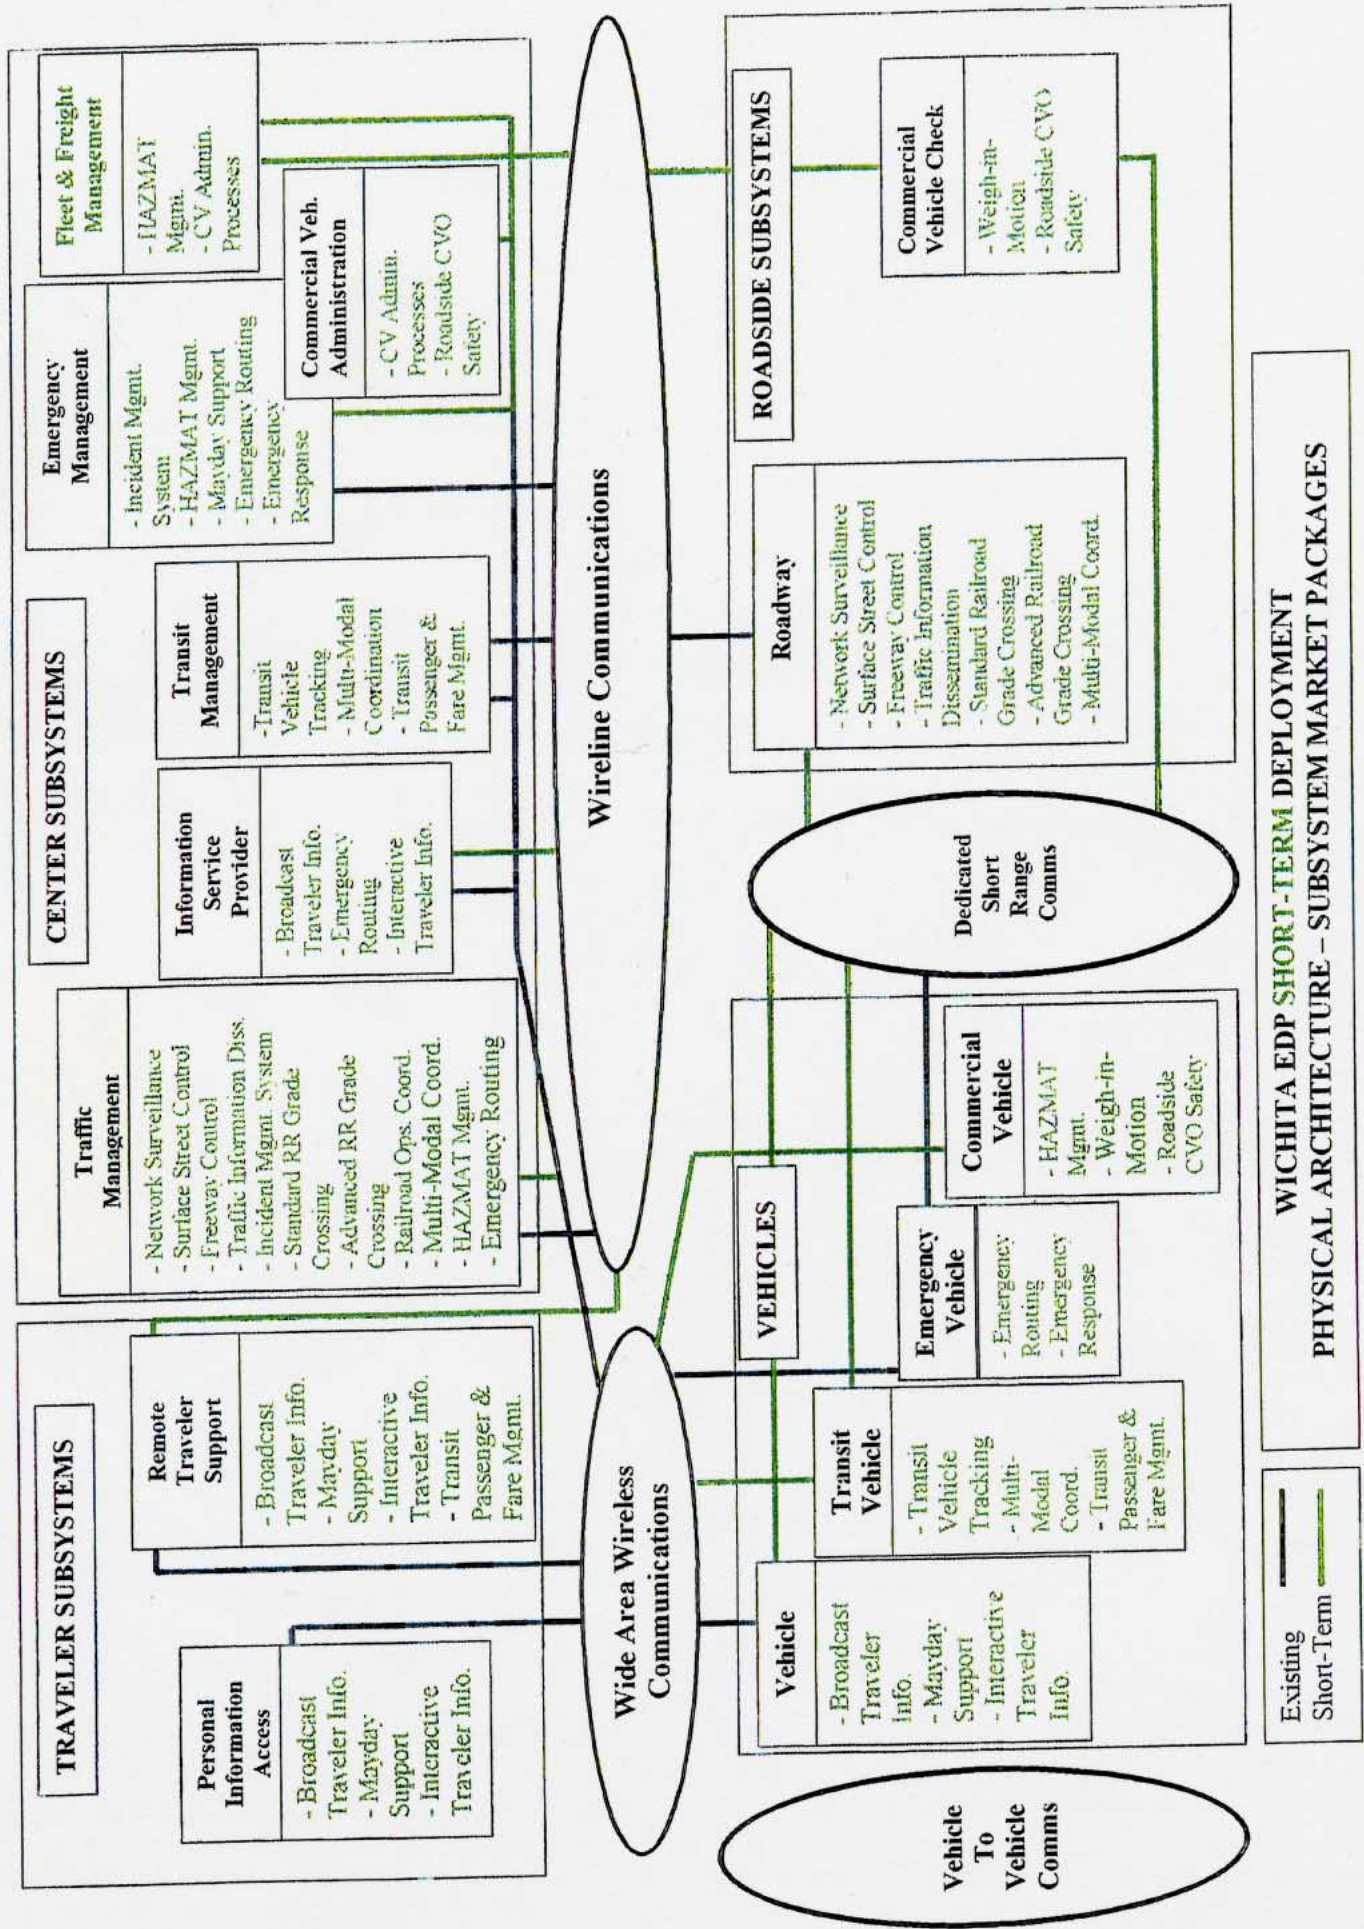 TRAVELER SUBSYSTEMS
Personal
Information
Access
- Broadcast
Traveler Info.
- Mayday
Support
- Interactive
Traveler Info.
Remote
Traveler
Support
- Broadcast
Traveler Info.
- Mayday
Support
- Interactive
Traveler Info.
- Transit
Passenger &
Fare Mgmt.
CENTER SUBSYSTEMS
Traffic
Management
- Network Surveillance
- Surface Street Control
- Freeway Control
- Traffic Information Diss.
- Incident Mgmt. System
- Standard RR Grade
Crossing
- Advanced RR Grade
Crossing
- Railroad Ops. Coord.
- Multi-Modal Coord.
- HAZMAT Mgmt.
- Emergency Routing
Information
Service
Provider
- Broadcast
Traveler Info.
- Emergency
Routing
- Interactive
Traveler Info.
Transit
Management
- Transit
Vehicle
Tracking
- Multi-Modal
Coordination
- Transit
Passenger &
Fare Mgmt.
Emergency
Management
- Incident Mgmt.
System
- HAZMAT Mgmt.
- Mayday Support
- Emergency Routing
- Emergency
Response
Fleet & Freight
Management
- HAZMAT
Mgmt.
- CV Admin.
Processes
Commercial Veh.
Administration
- CV Admin.
Processes
- Roadside CVO
Safety
Wide Area Wireless
Communications
Wireline Communications
VEHICLES
Vehicle
- Broadcast
Traveler
Info.
- Mayday
Support
- Interactive
Traveler
Info.
Transit
Vehicle
- Transit
Vehicle
Tracking
- Multi-
Modal
Coord.
- Transit
Passenger &
Fare Mgmt.
Emergency
Vehicle
- Emergency
Routing
- Emergency
Response
Commercial
Vehicle
- HAZMAT
Mgmt.
- Weigh-in-
Motion
- Roadside
CVO Safety
Vehicle
To
Vehicle
Comms
Dedicated
Short
Range
Comms
ROADSIDE SUBSYSTEMS
Roadway
- Network Surveillance
- Surface Street Control
- Freeway Control
- Traffic Information
Dissemination
- Standard Railroad
Grade Crossing
- Advanced Railroad
Grade Crossing
- Multi-Modal Coord.
Commercial
Vehicle Check
- Weigh-in-
Motion
- Roadside CVO
Safety
Existing
Short-Term
WICHITA EDP SHORT-TERM DEPLOYMENT
PHYSICAL ARCHITECTURE – SUBSYSTEM MARKET PACKAGES